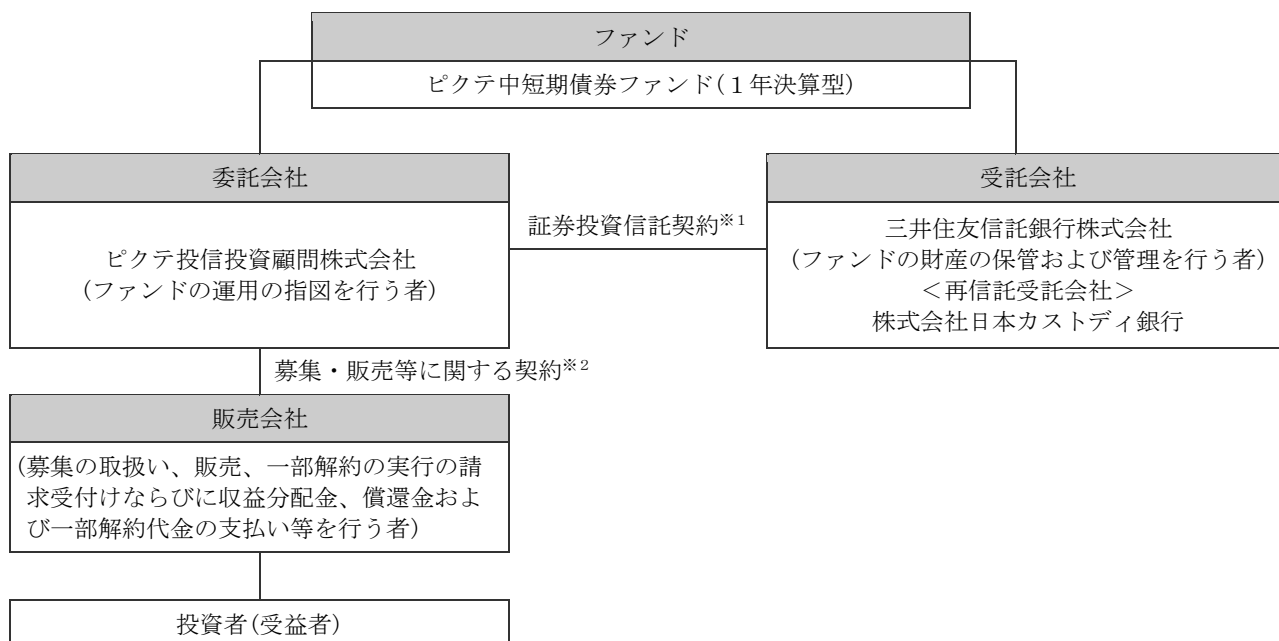 ファンド
ピクテ中短期債券ファンド(１年決算型)
委託会社
ピクテ投信投資顧問株式会社
(ファンドの運用の指図を行う者)
証券投資信託契約※1
受託会社
三井住友信託銀行株式会社
(ファンドの財産の保管および管理を行う者)
＜再信託受託会社＞
株式会社日本カストディ銀行
募集・販売等に関する契約※2
販売会社
(募集の取扱い、販売、一部解約の実行の請
求受付けならびに収益分配金、償還金およ
び一部解約代金の支払い等を行う者)
投資者(受益者)